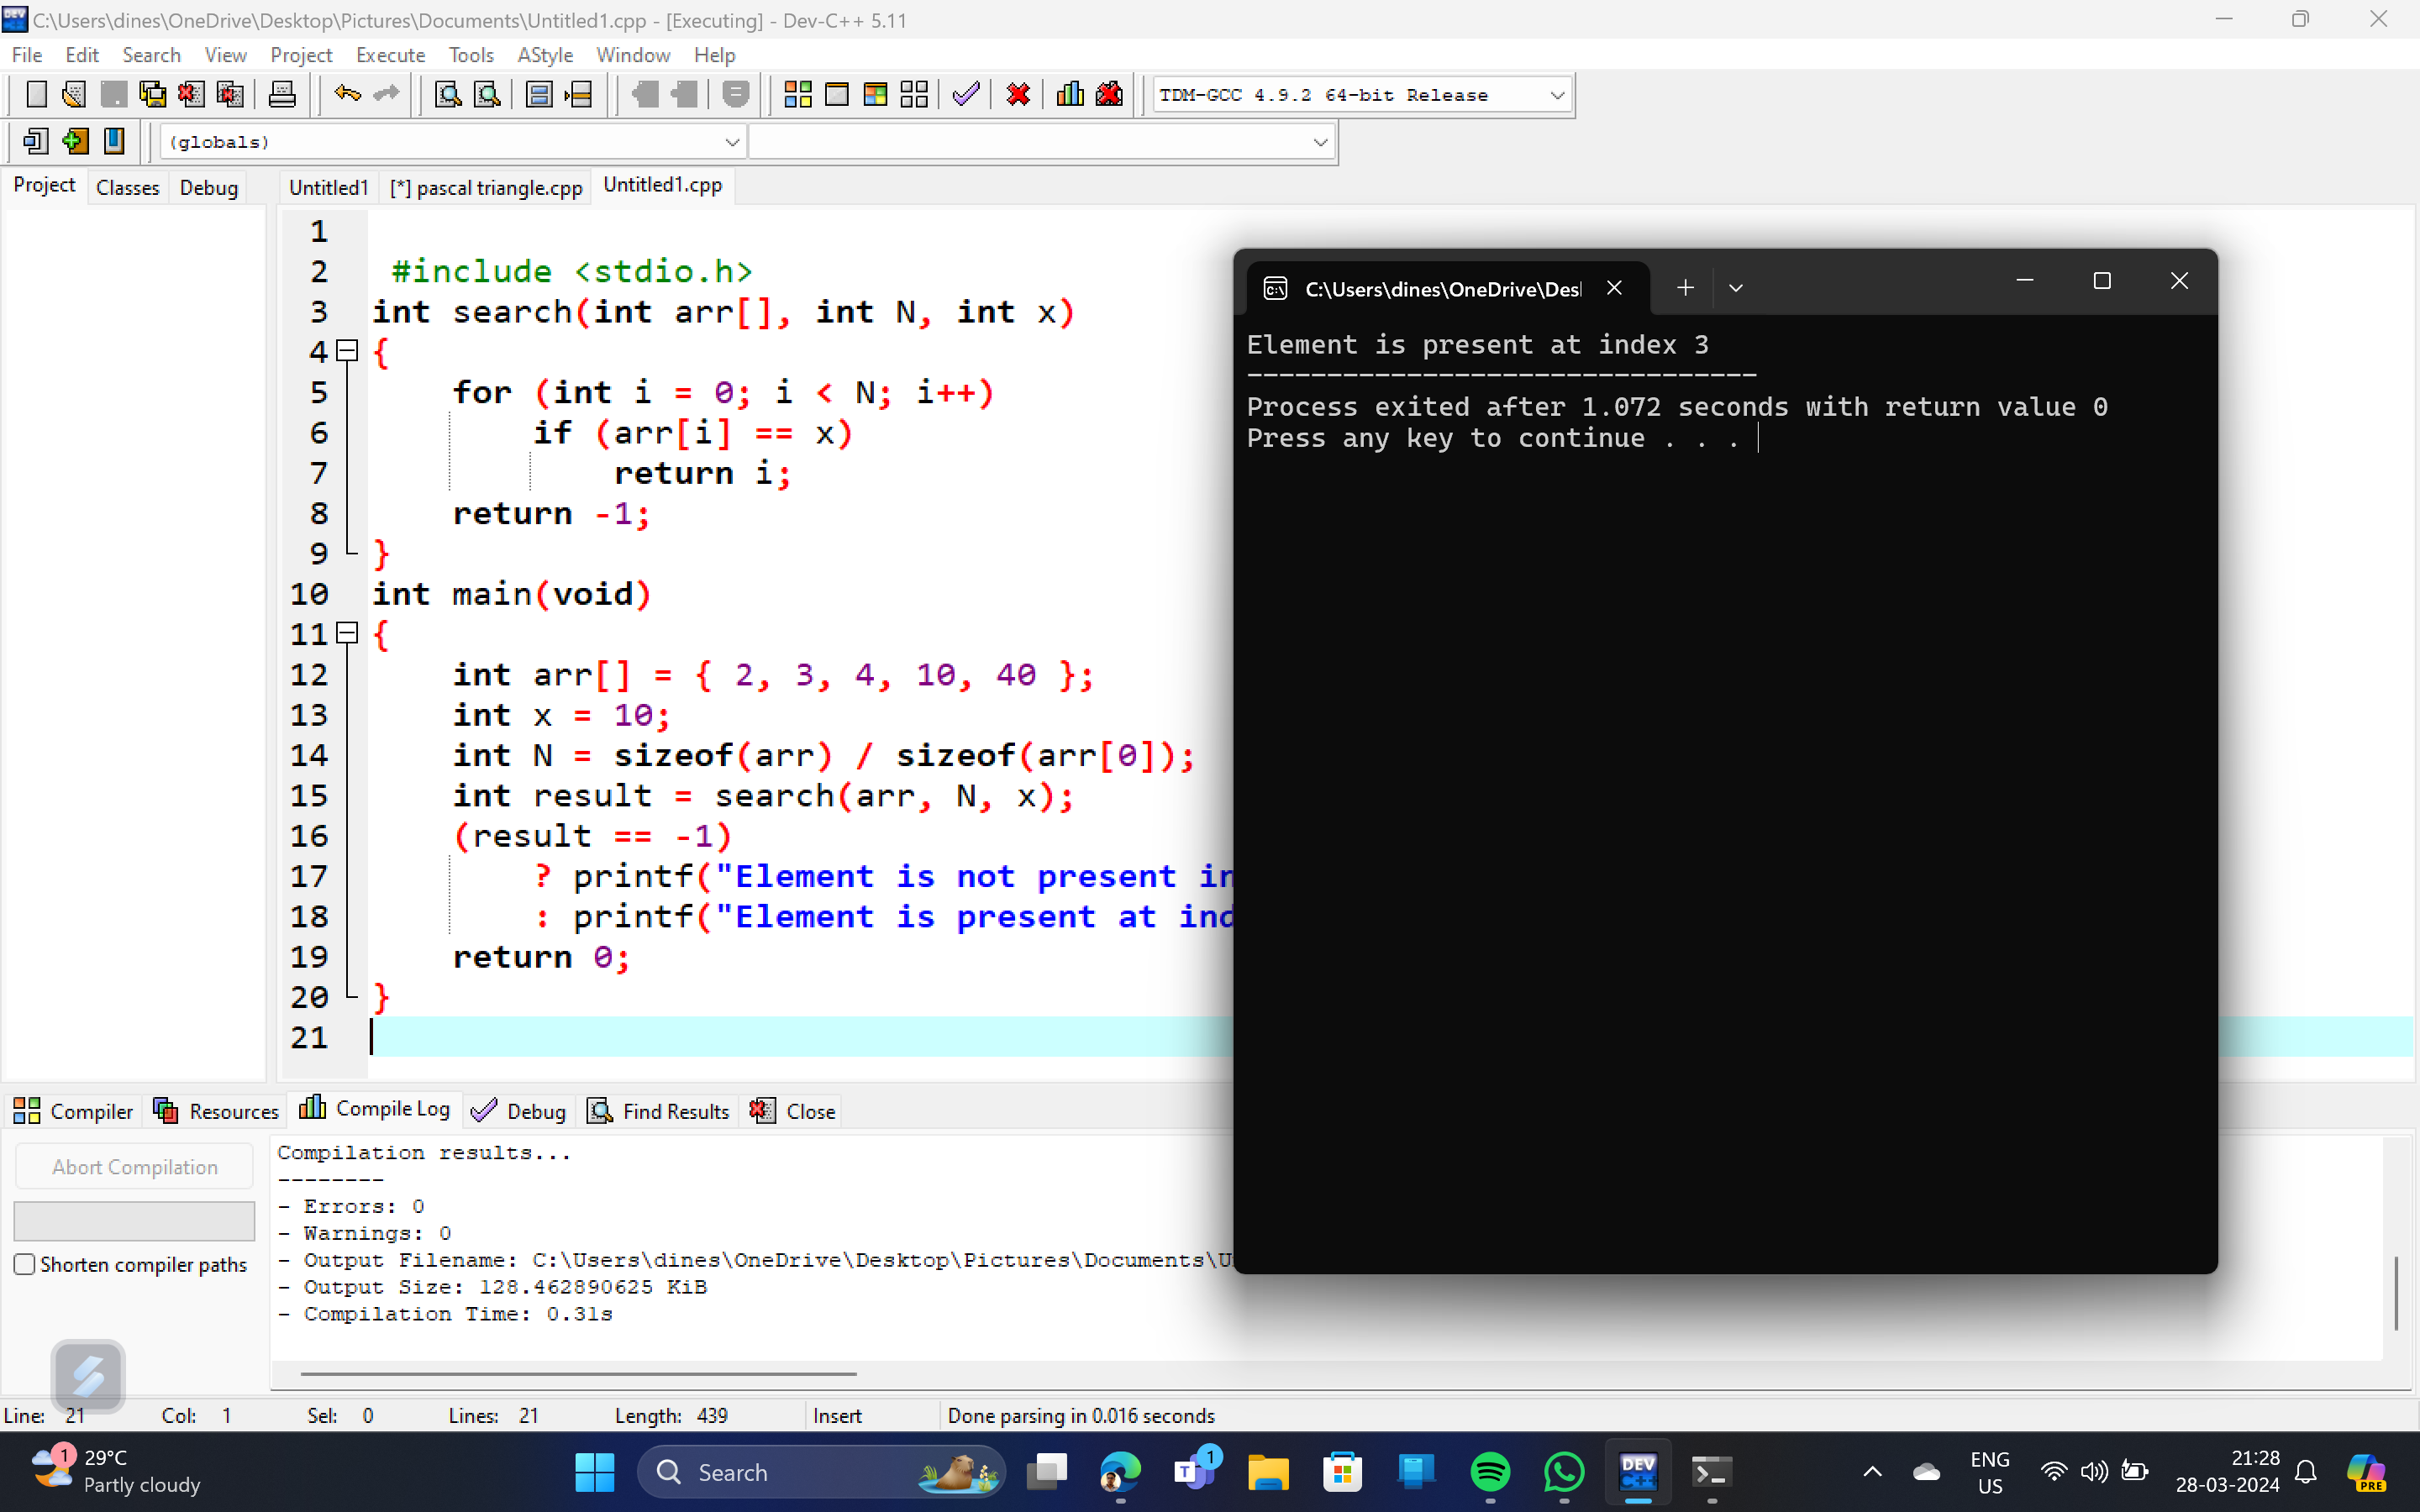 C:\Users\dines\OneDrive\Desktop\Pictures\Documents\Untitled1.cpp - [Executing] - Dev-C++ 5.11
File Edit Search View Project Execute Tools AStyle Window Help
TDM-GCC 4.9.2 64-bit Release
(globals)
Project Classes Debug
Untitled1 [*] pascal triangle.cpp Untitled1.cpp
1
2 #include <stdio.h>
3 int search(int arr[], int N, int x)
4 {
5 for (int i = 0; i < N; i++)
6 if (arr[i] == x)
7 return i;
8 return -1;
9 }
10 int main(void)
11 {
12 int arr[] = { 2, 3, 4, 10, 40 };
13 int x = 10;
14 int N = sizeof(arr) / sizeof(arr[0]);
15 int result = search(arr, N, x);
16 (result == -1)
17 ? printf("Element is not present in
18 : printf("Element is present at ind
19 return 0;
20 }
21
C:\Users\dines\OneDrive\Des
Element is present at index 3
--------------------------------
Process exited after 1.072 seconds with return value 0
Press any key to continue . . .
Compiler Resources Compile Log Debug Find Results Close
Abort Compilation
Shorten compiler paths
Compilation results...
--------
- Errors: 0
- Warnings: 0
- Output Filename: C:\Users\dines\OneDrive\Desktop\Pictures\Documents\U
- Output Size: 128.462890625 KiB
- Compilation Time: 0.31s
Line: 21 Col: 1 Sel: 0 Lines: 21 Length: 439 Insert Done parsing in 0.016 seconds
1
29°C
Partly cloudy
Search
T
1
DEV
C++
ENG
US
21:28
28-03-2024
PRE